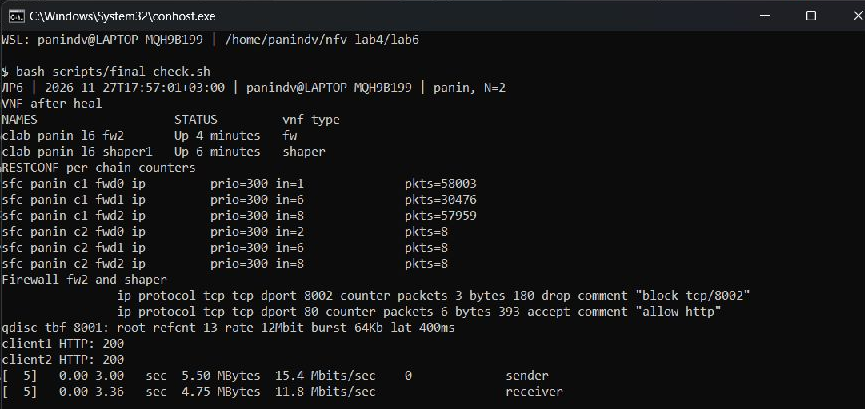 C:\Windows\System32\conhost.exe
WSL: panindv@LAPTOP MQH9B199 | /home/panindv/nfv lab4/lab6
$ bash scripts/final check.sh
ЛР6 | 2026 11 27T17:57:01+03:00 | panindv@LAPTOP MQH9B199 | panin, N=2
VNF after heal
NAMES STATUS vnf type
clab panin l6 fw2 Up 4 minutes fw
clab panin l6 shaper1 Up 6 minutes shaper
RESTCONF per chain counters
sfc panin c1 fwd0 ip prio=300 in=1 pkts=58003
sfc panin c1 fwd1 ip prio=300 in=6 pkts=30476
sfc panin c1 fwd2 ip prio=300 in=8 pkts=57959
sfc panin c2 fwd0 ip prio=300 in=2 pkts=8
sfc panin c2 fwd1 ip prio=300 in=6 pkts=8
sfc panin c2 fwd2 ip prio=300 in=8 pkts=8
Firewall fw2 and shaper
ip protocol tcp tcp dport 8002 counter packets 3 bytes 180 drop comment "block tcp/8002"
ip protocol tcp tcp dport 80 counter packets 6 bytes 393 accept comment "allow http"
qdisc tbf 8001: root refcnt 13 rate 12Mbit burst 64Kb lat 400ms
client1 HTTP: 200
client2 HTTP: 200
[ 5] 0.00 3.00 sec 5.50 MBytes 15.4 Mbits/sec 0 sender
[ 5] 0.00 3.36 sec 4.75 MBytes 11.8 Mbits/sec receiver